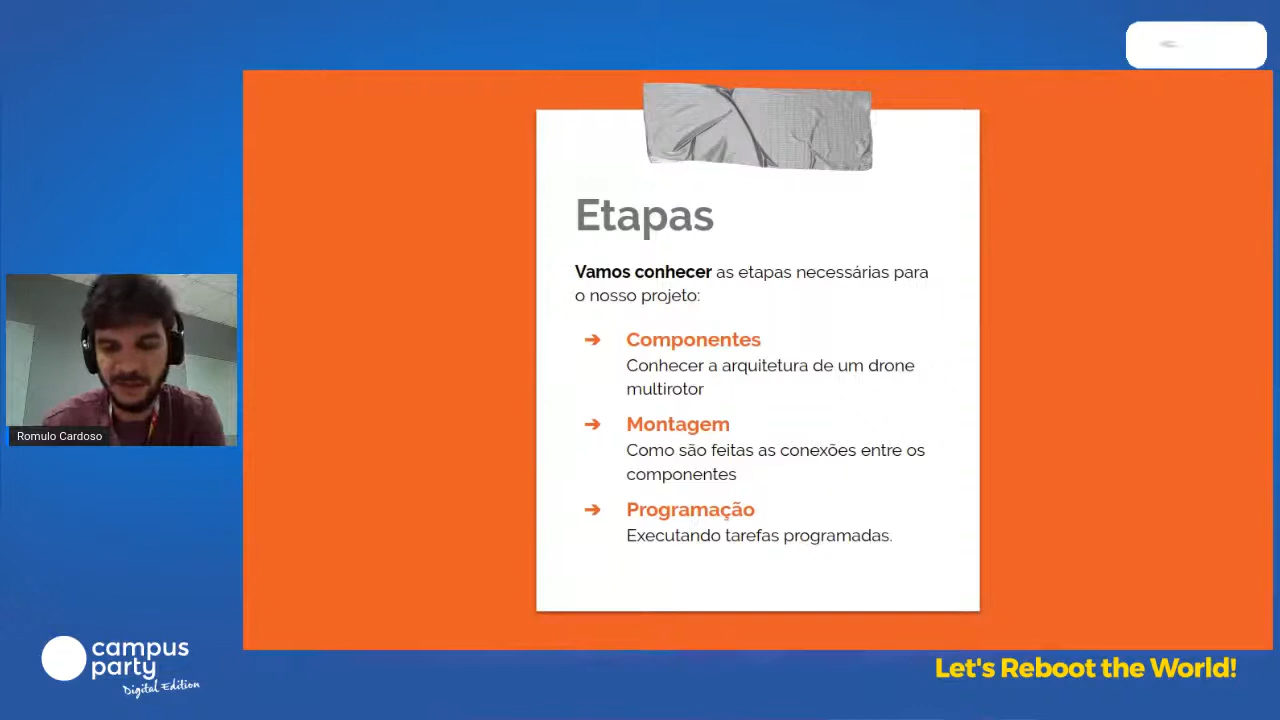 Etapas
Vamos conhecer as etapas necessárias para
o nosso projeto:
➔ Componentes
Conhecer a arquitetura de um drone
multirotor
➔ Montagem
Como são feitas as conexões entre os
componentes
➔ Programação
Executando tarefas programadas.
Romulo Cardoso
campus
party
Digital Edition
Let's Reboot the World!